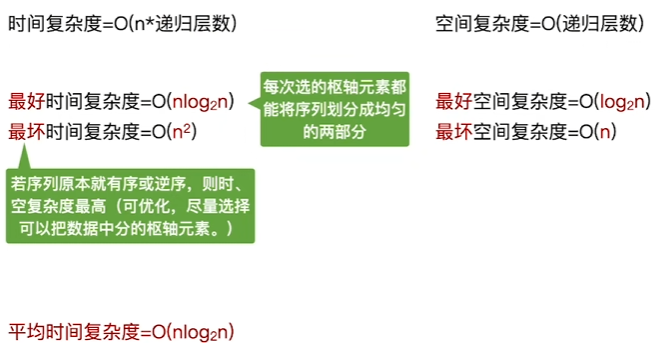 时间复杂度=O(n*递归层数)
空间复杂度=O(递归层数)
最好时间复杂度=O(nlog₂n)
最坏时间复杂度=O(n²)
每次选的枢轴元素都
能将序列划分成均匀
的两部分
最好空间复杂度=O(log₂n)
最坏空间复杂度=O(n)
若序列原本就有序或逆序，则时、
空复杂度最高（可优化，尽量选择
可以把数据中分的枢轴元素。）
平均时间复杂度=O(nlog₂n)